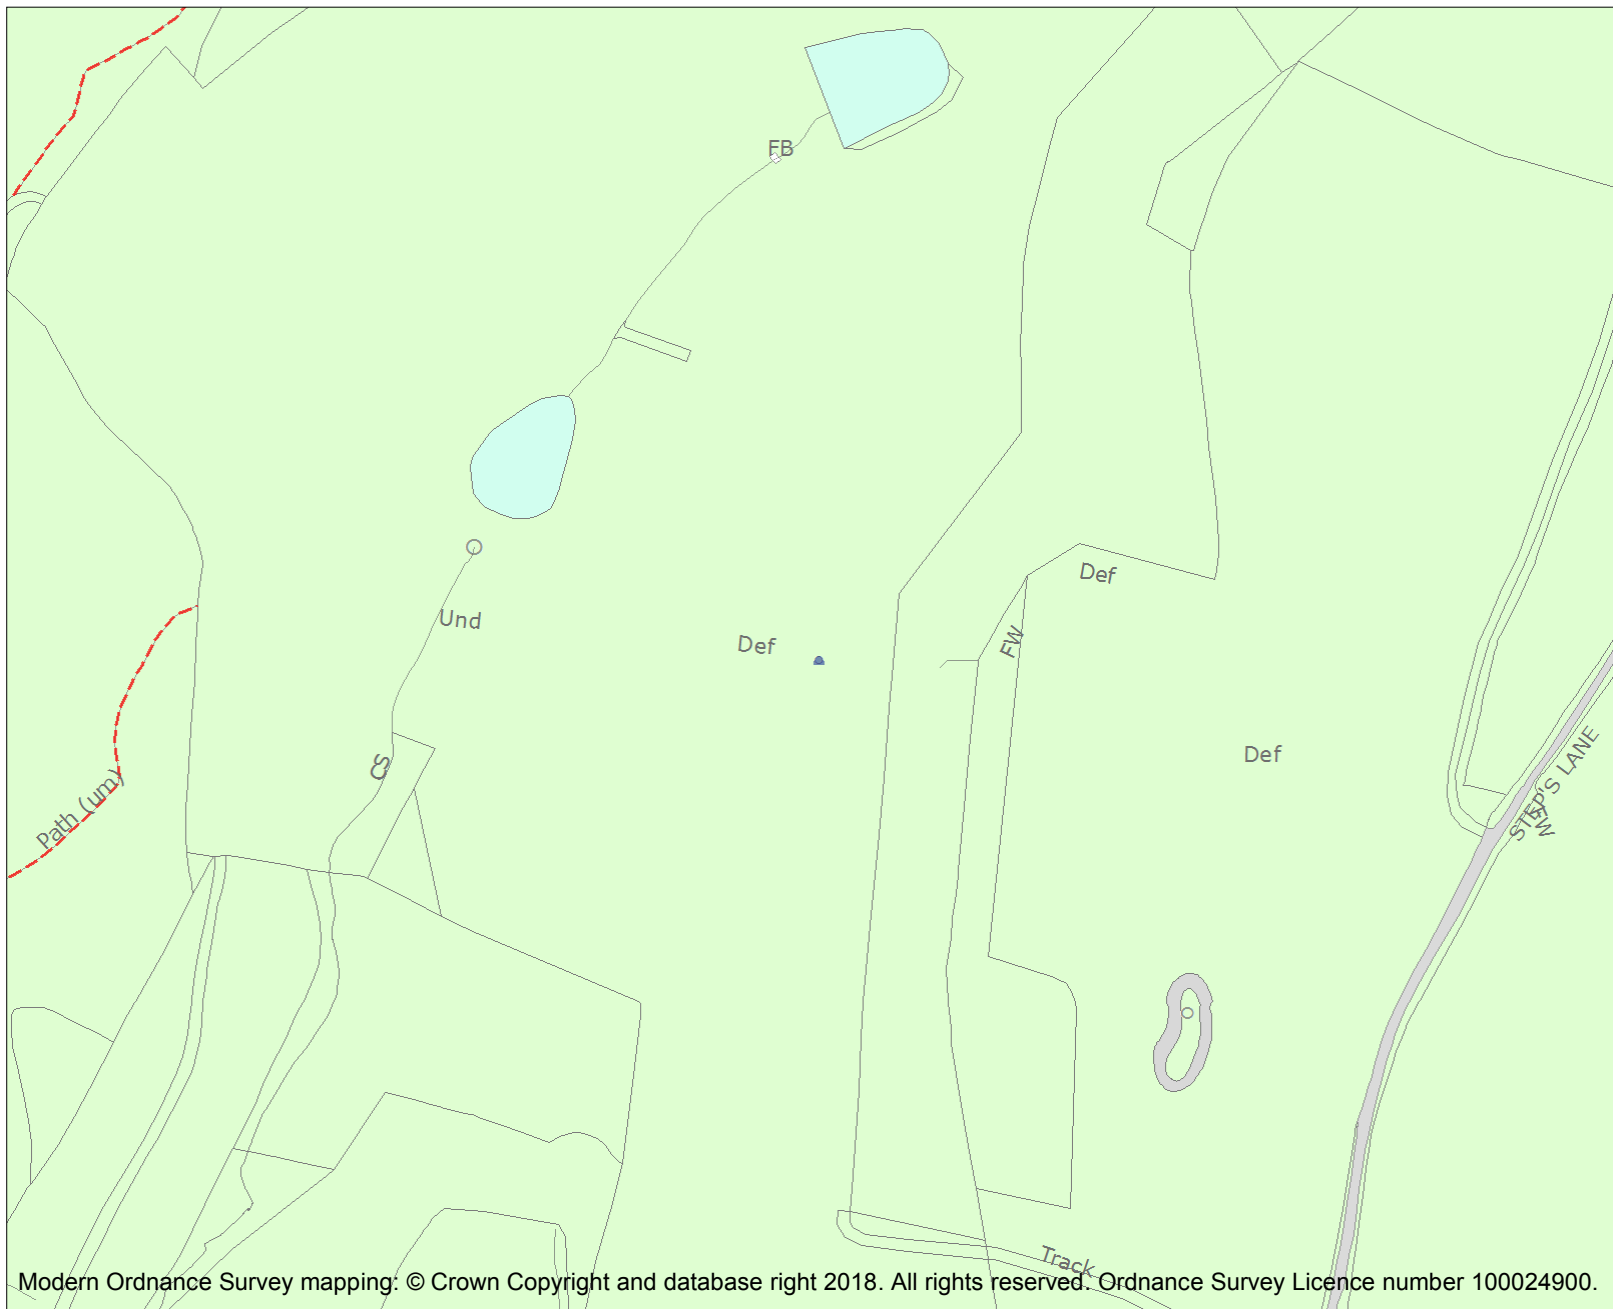 FB
Def
Und
Def
FW
Def
CS
Path (um)
STEP'S LANE
FW
Track
Modern Ordnance Survey mapping: © Crown Copyright and database right 2018. All rights reserved. Ordnance Survey Licence number 100024900.